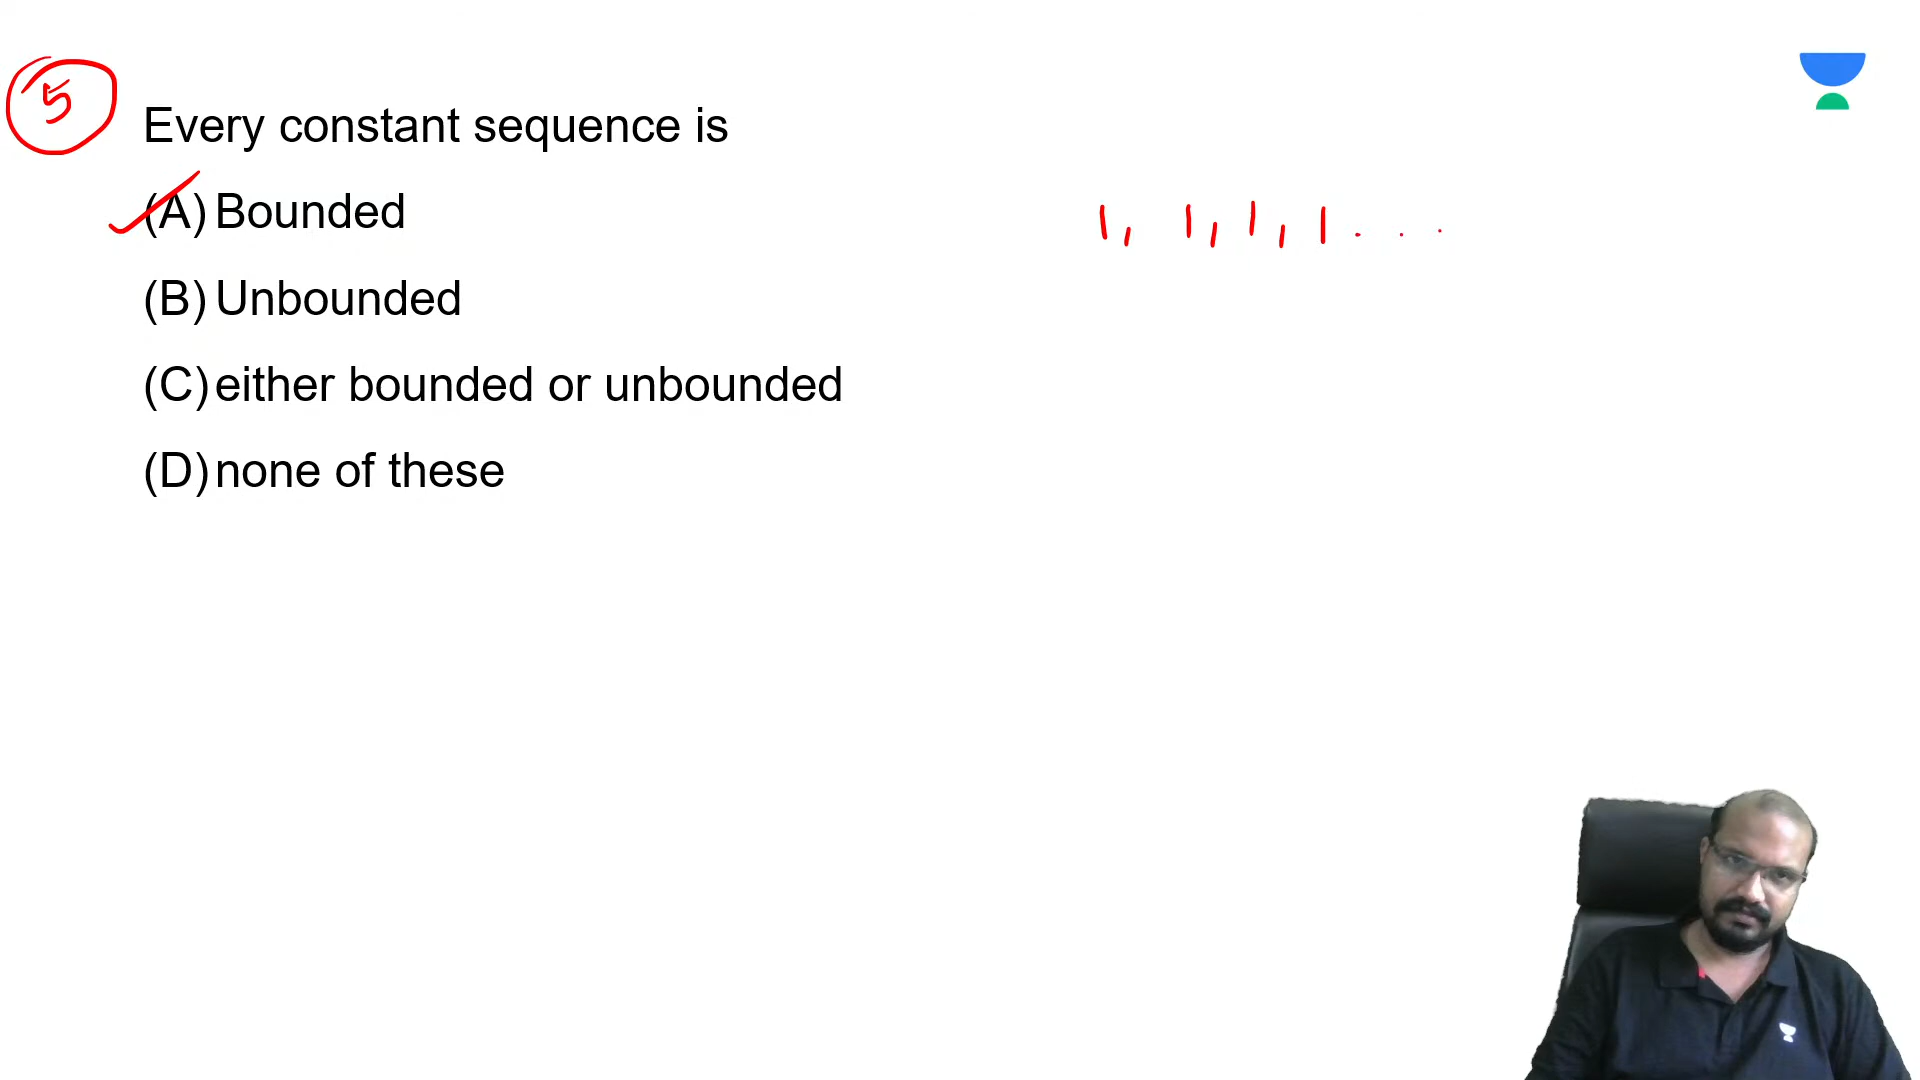 5
Every constant sequence is
(A) Bounded
1, 1, 1, 1 . . .
(B) Unbounded
(C) either bounded or unbounded
(D) none of these